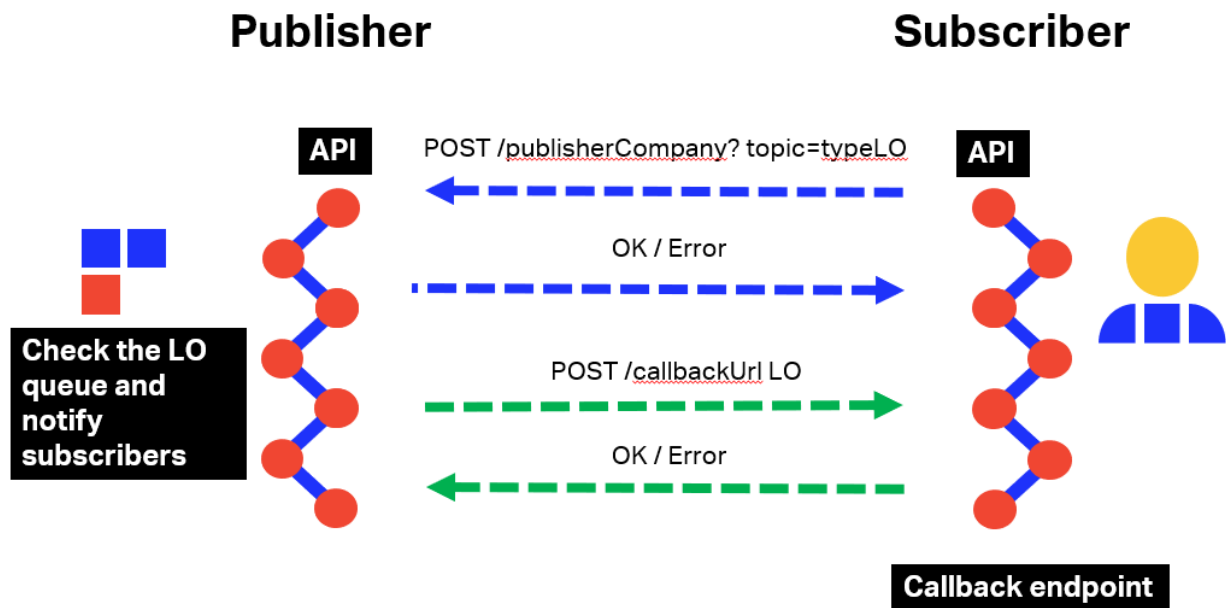 Publisher
Subscriber
API
POST /publisherCompany? topic=typeLO
API
OK / Error
Check the LO
queue and
notify
subscribers
POST /callbackUrl LO
OK / Error
Callback endpoint